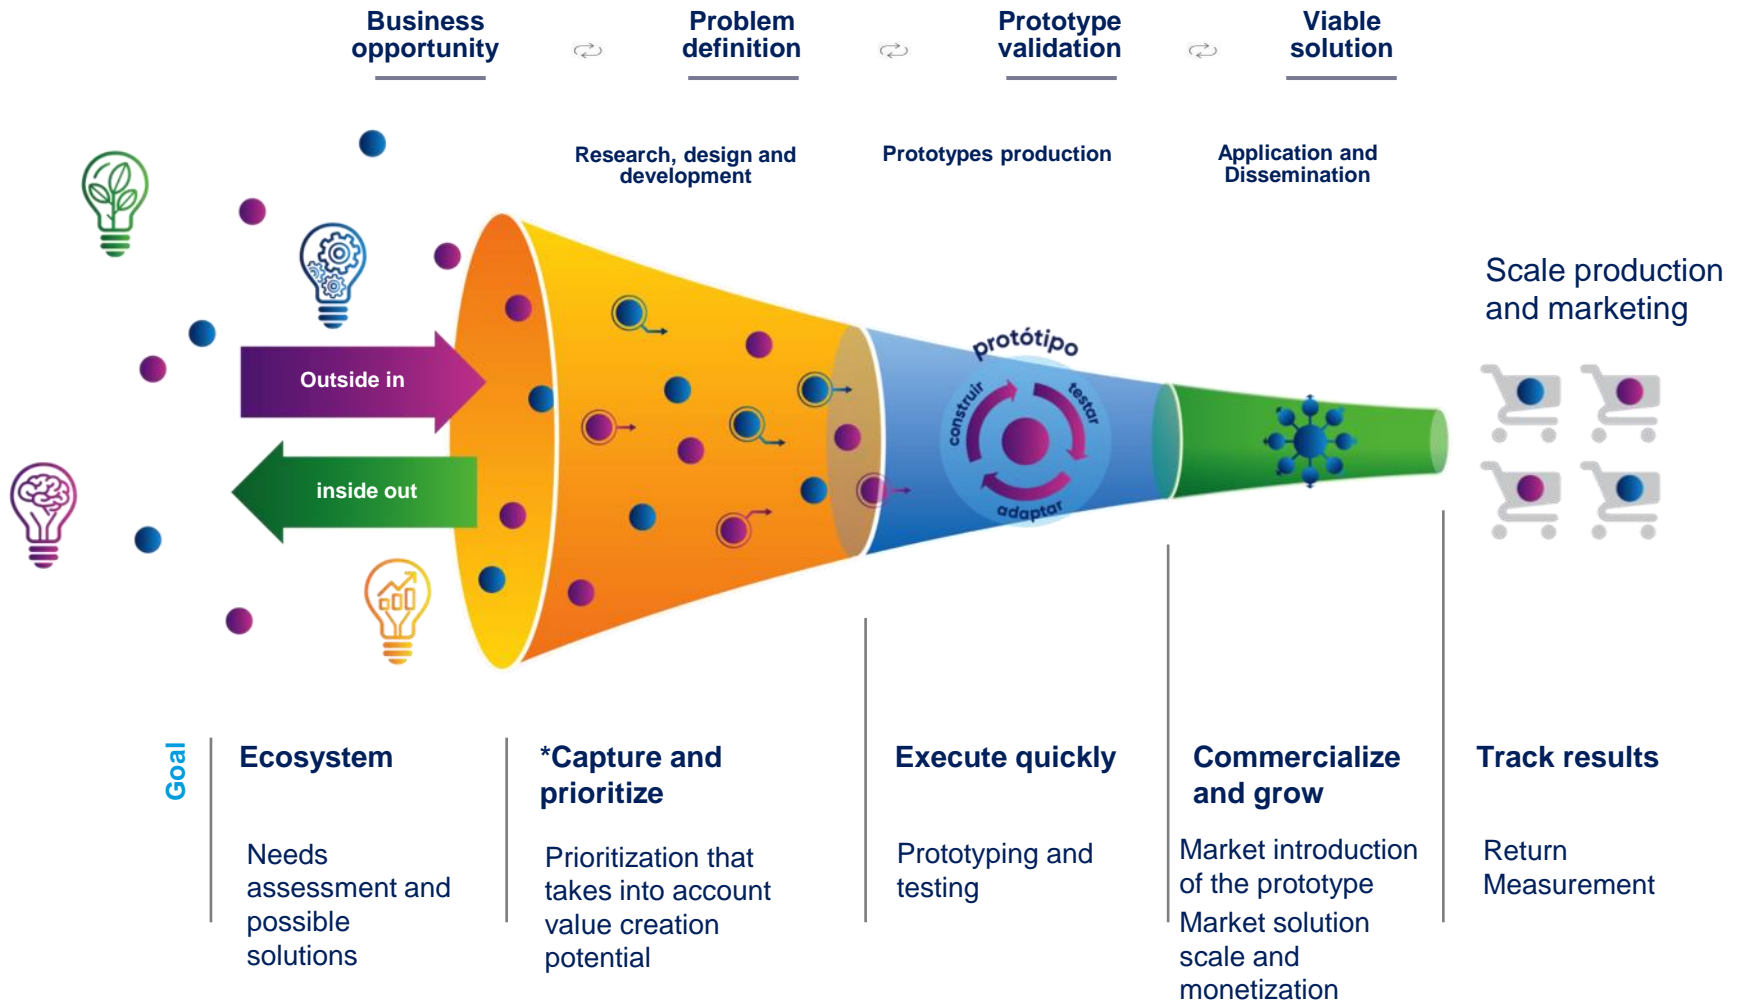 Business
opportunity
Problem
definition
Prototype
validation
Viable
solution
Research, design and
development
Prototypes production
Application and
Dissemination
Scale production
and marketing
Outside in
inside out
protótipo
construir
testar
adaptar
Goal
Ecosystem
Needs
assessment and
possible
solutions
*Capture and
prioritize
Prioritization that
takes into account
value creation
potential
Execute quickly
Prototyping and
testing
Commercialize
and grow
Market introduction
of the prototype
Market solution
scale and
monetization
Track results
Return
Measurement